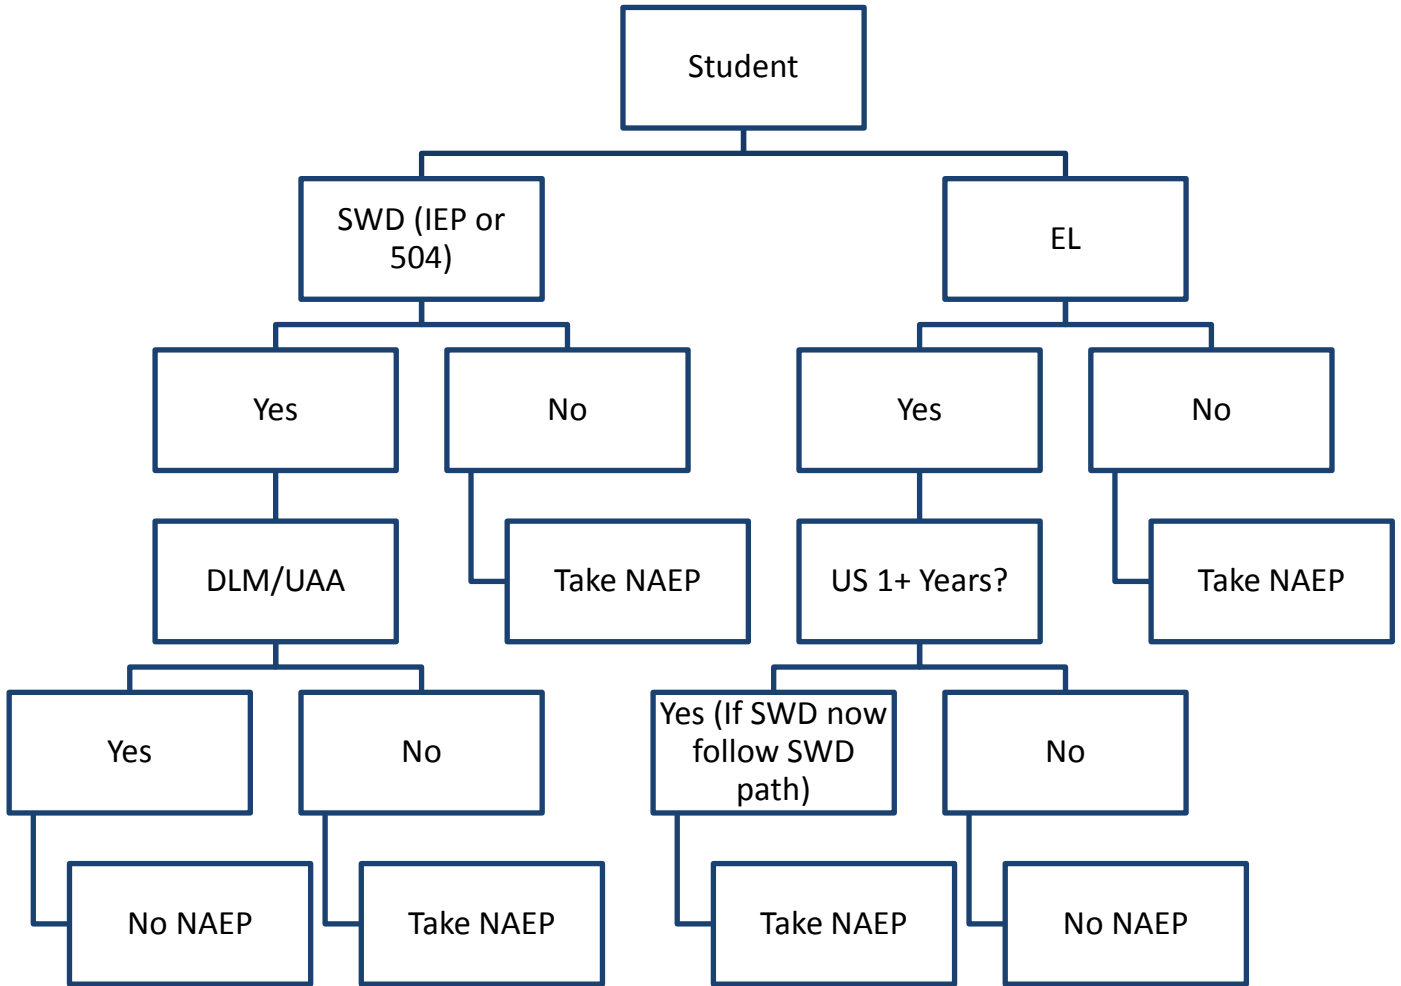 Student
SWD (IEP or
504)
EL
Yes
No
Yes
No
DLM/UAA
Take NAEP
US 1+ Years?
Take NAEP
Yes
No
Yes (If SWD now
follow SWD
path)
No
No NAEP
Take NAEP
Take NAEP
No NAEP